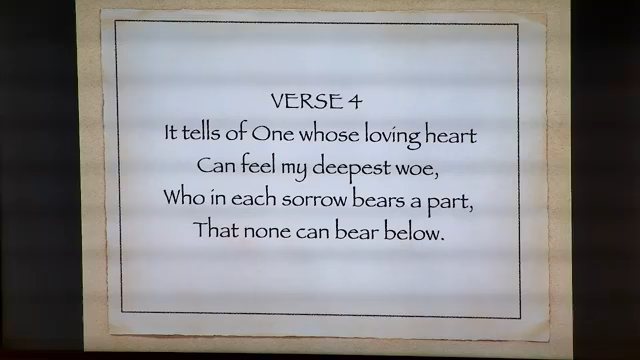 VERSE 4
It tells of One whose loving heart
Can feel my deepest woe,
Who in each sorrow bears a part,
That none can bear below.